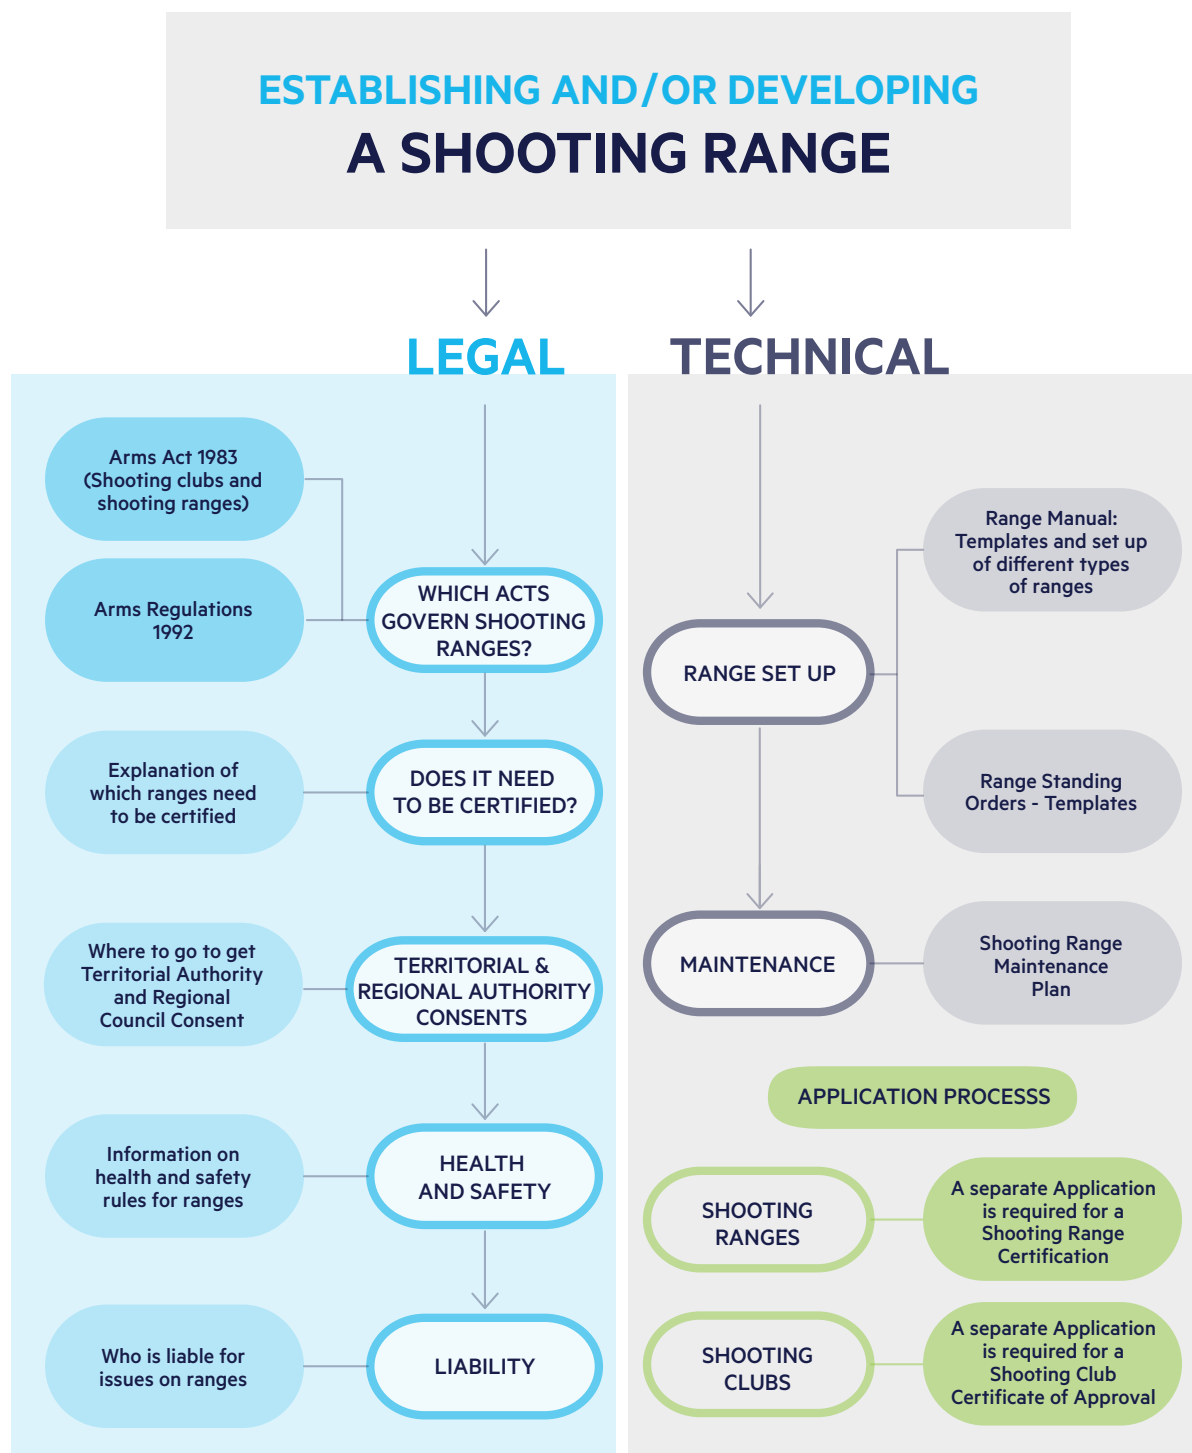 ESTABLISHING AND/OR DEVELOPING
A SHOOTING RANGE
LEGAL
Arms Act 1983
(Shooting clubs and
shooting ranges)
Arms Regulations
1992
WHICH ACTS
GOVERN SHOOTING
RANGES?
Explanation of
which ranges need
to be certified
DOES IT NEED
TO BE CERTIFIED?
Where to go to get
Territorial Authority
and Regional
Council Consent
TERRITORIAL &
REGIONAL AUTHORITY
CONSENTS
Information on
health and safety
rules for ranges
HEALTH
AND SAFETY
Who is liable for
issues on ranges
LIABILITY
TECHNICAL
RANGE SET UP
Range Manual:
Templates and set up
of different types
of ranges
Range Standing
Orders - Templates
MAINTENANCE
Shooting Range
Maintenance
Plan
APPLICATION PROCESSS
SHOOTING
RANGES
A separate Application
is required for a
Shooting Range
Certification
SHOOTING
CLUBS
A separate Application
is required for a
Shooting Club
Certificate of Approval